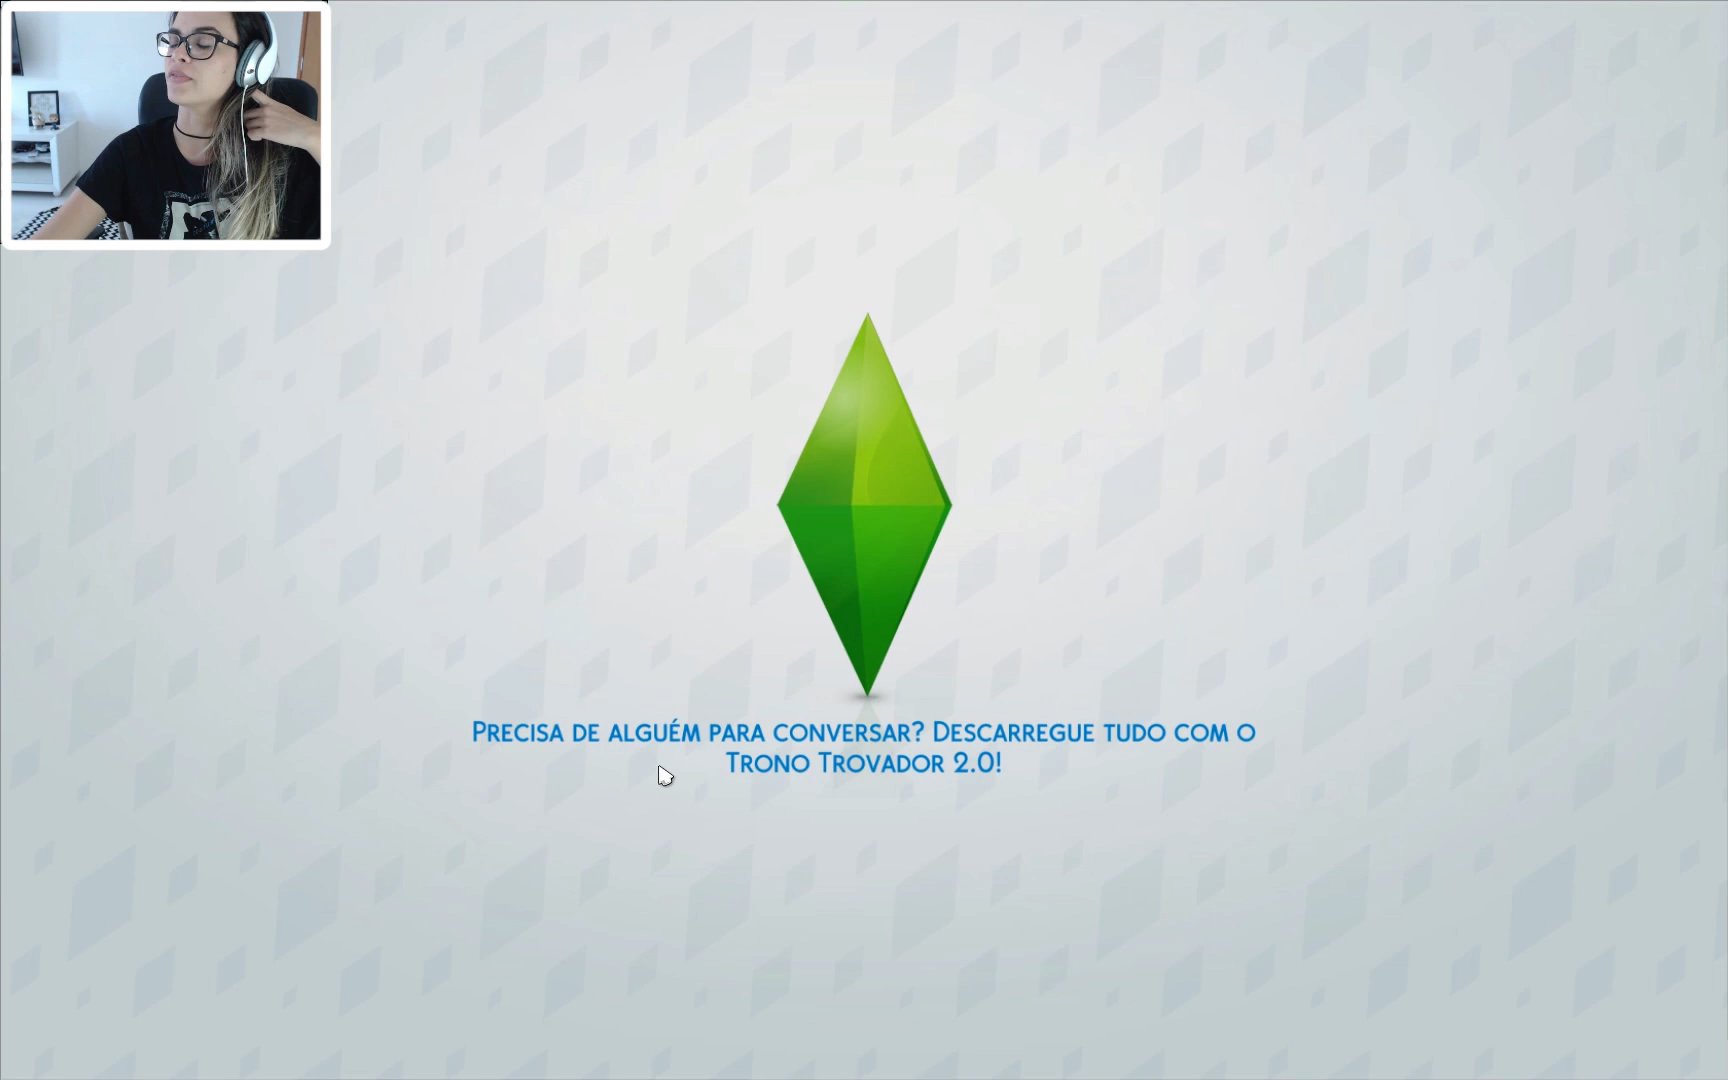 Precisa de alguém para conversar? Descarregue tudo com o
Trono Trovador 2.0!